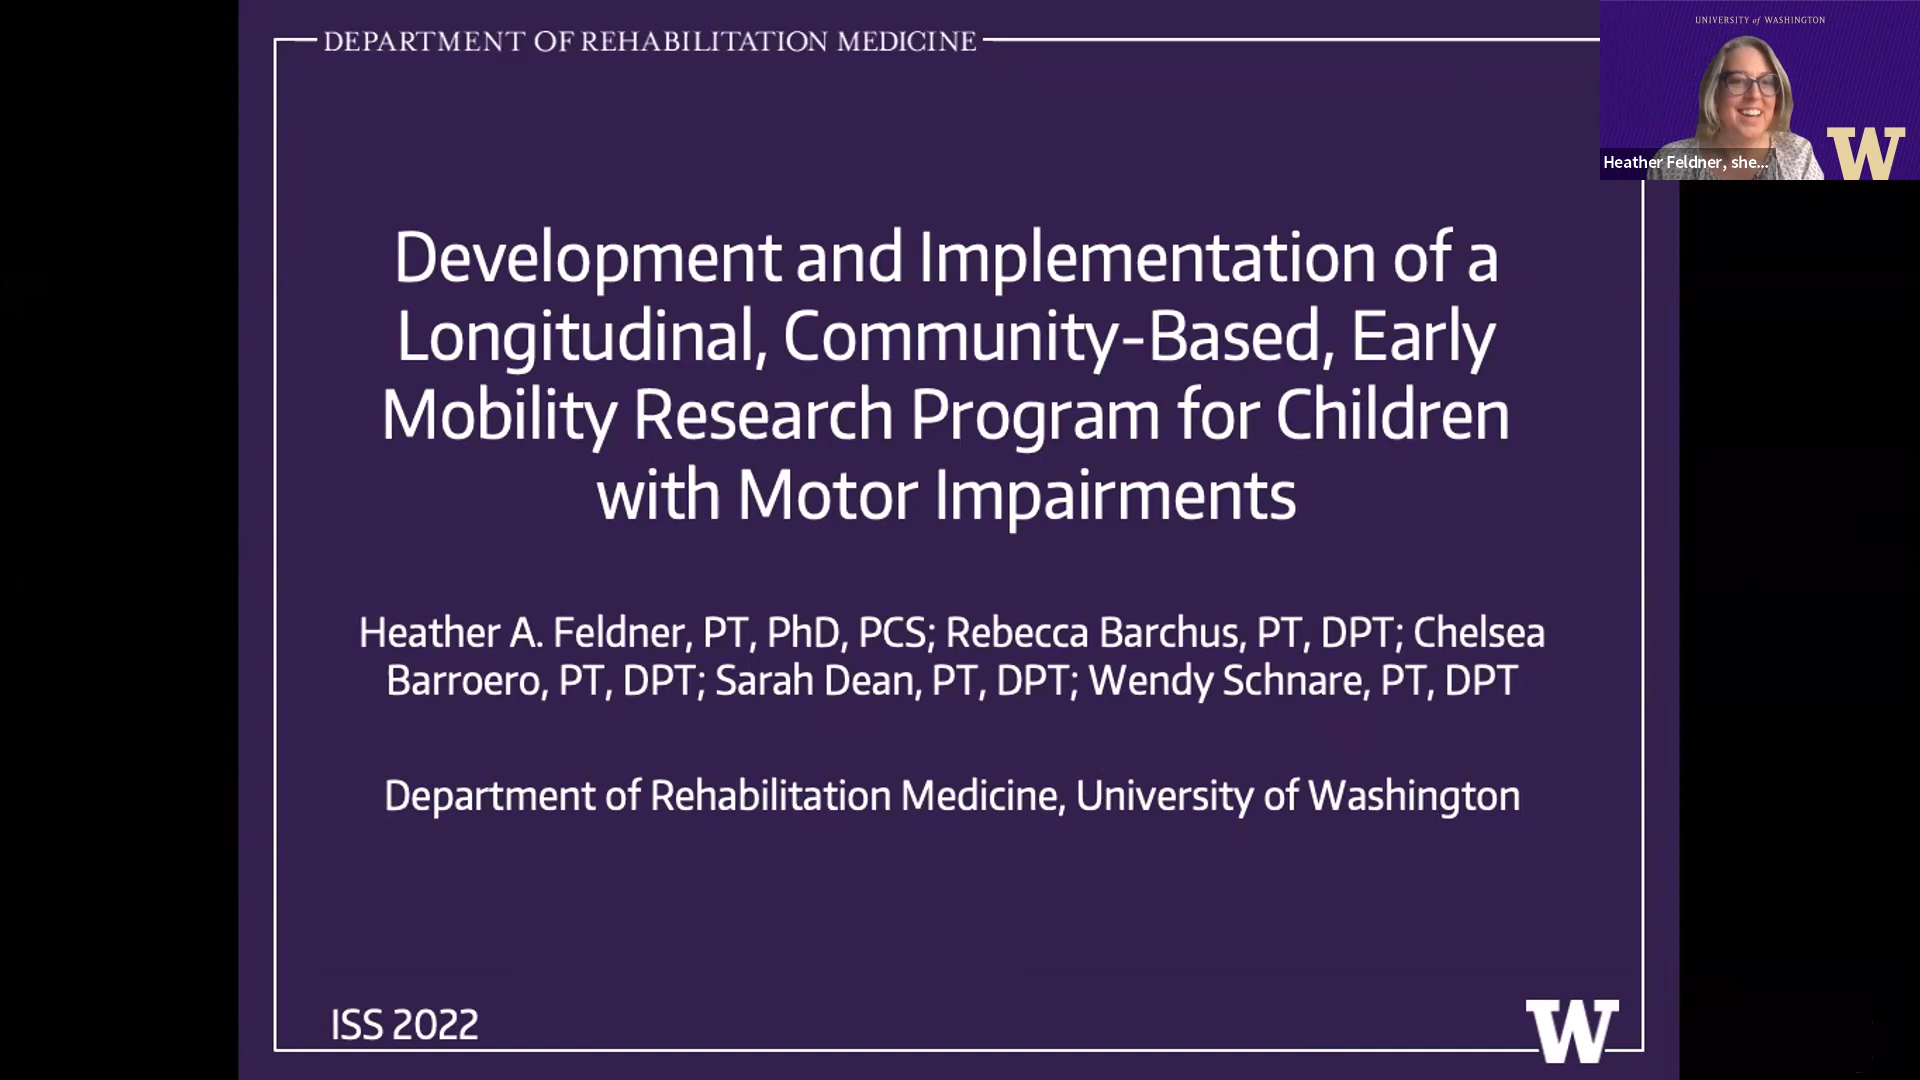 DEPARTMENT OF REHABILITATION MEDICINE
UNIVERSITY of WASHINGTON
W
Heather Feldner, she...
Development and Implementation of a
Longitudinal, Community-Based, Early
Mobility Research Program for Children
with Motor Impairments
Heather A. Feldner, PT, PhD, PCS; Rebecca Barchus, PT, DPT; Chelsea
Barroero, PT, DPT; Sarah Dean, PT, DPT; Wendy Schnare, PT, DPT
Department of Rehabilitation Medicine, University of Washington
ISS 2022
W